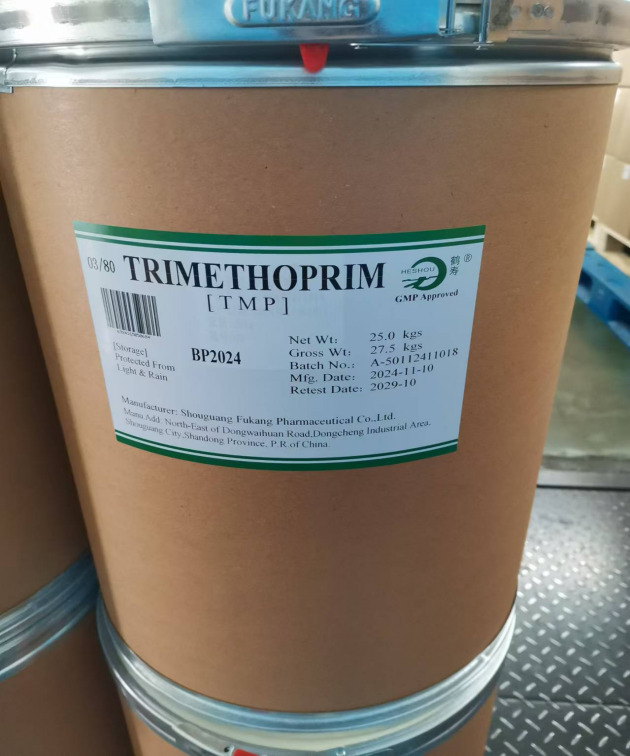 FUKANG
03/80 TRIMETHOPRIM
[TMP]
HESHOU
鹤寿®
GMP Approved
[Storage]
Protected From
Light & Rain
BP2024
Net Wt: 25.0 kgs
Gross Wt: 27.5 kgs
Batch No.: A-50112411018
Mfg. Date: 2024-11-10
Retest Date: 2029-10
Manufacturer: Shouguang Fukang Pharmaceutical Co.,Ltd.
Manu.Add: North-East of Dongwaihuan Road,Dongcheng Industrial Area,
Shouguang City,Shandong Province, P.R.of China.